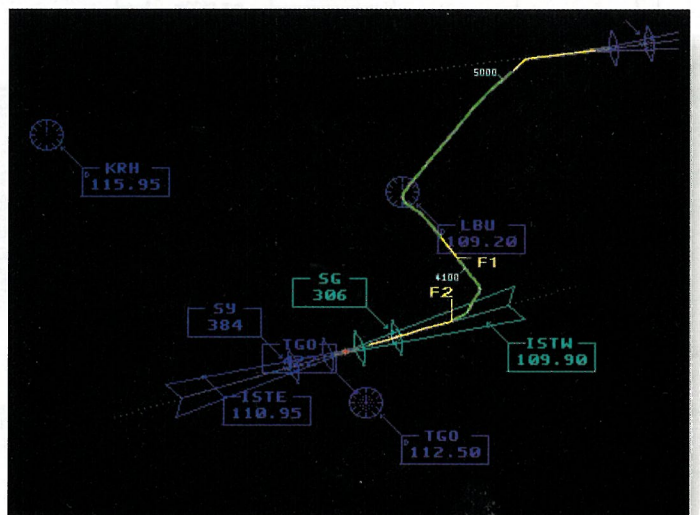 5000
KRH
D 115.95
LBU
D 109.20
F1
4100
F2
SG
306
SY
384
TGO
ISTW
109.90
ISTE
110.95
TGO
D 112.50